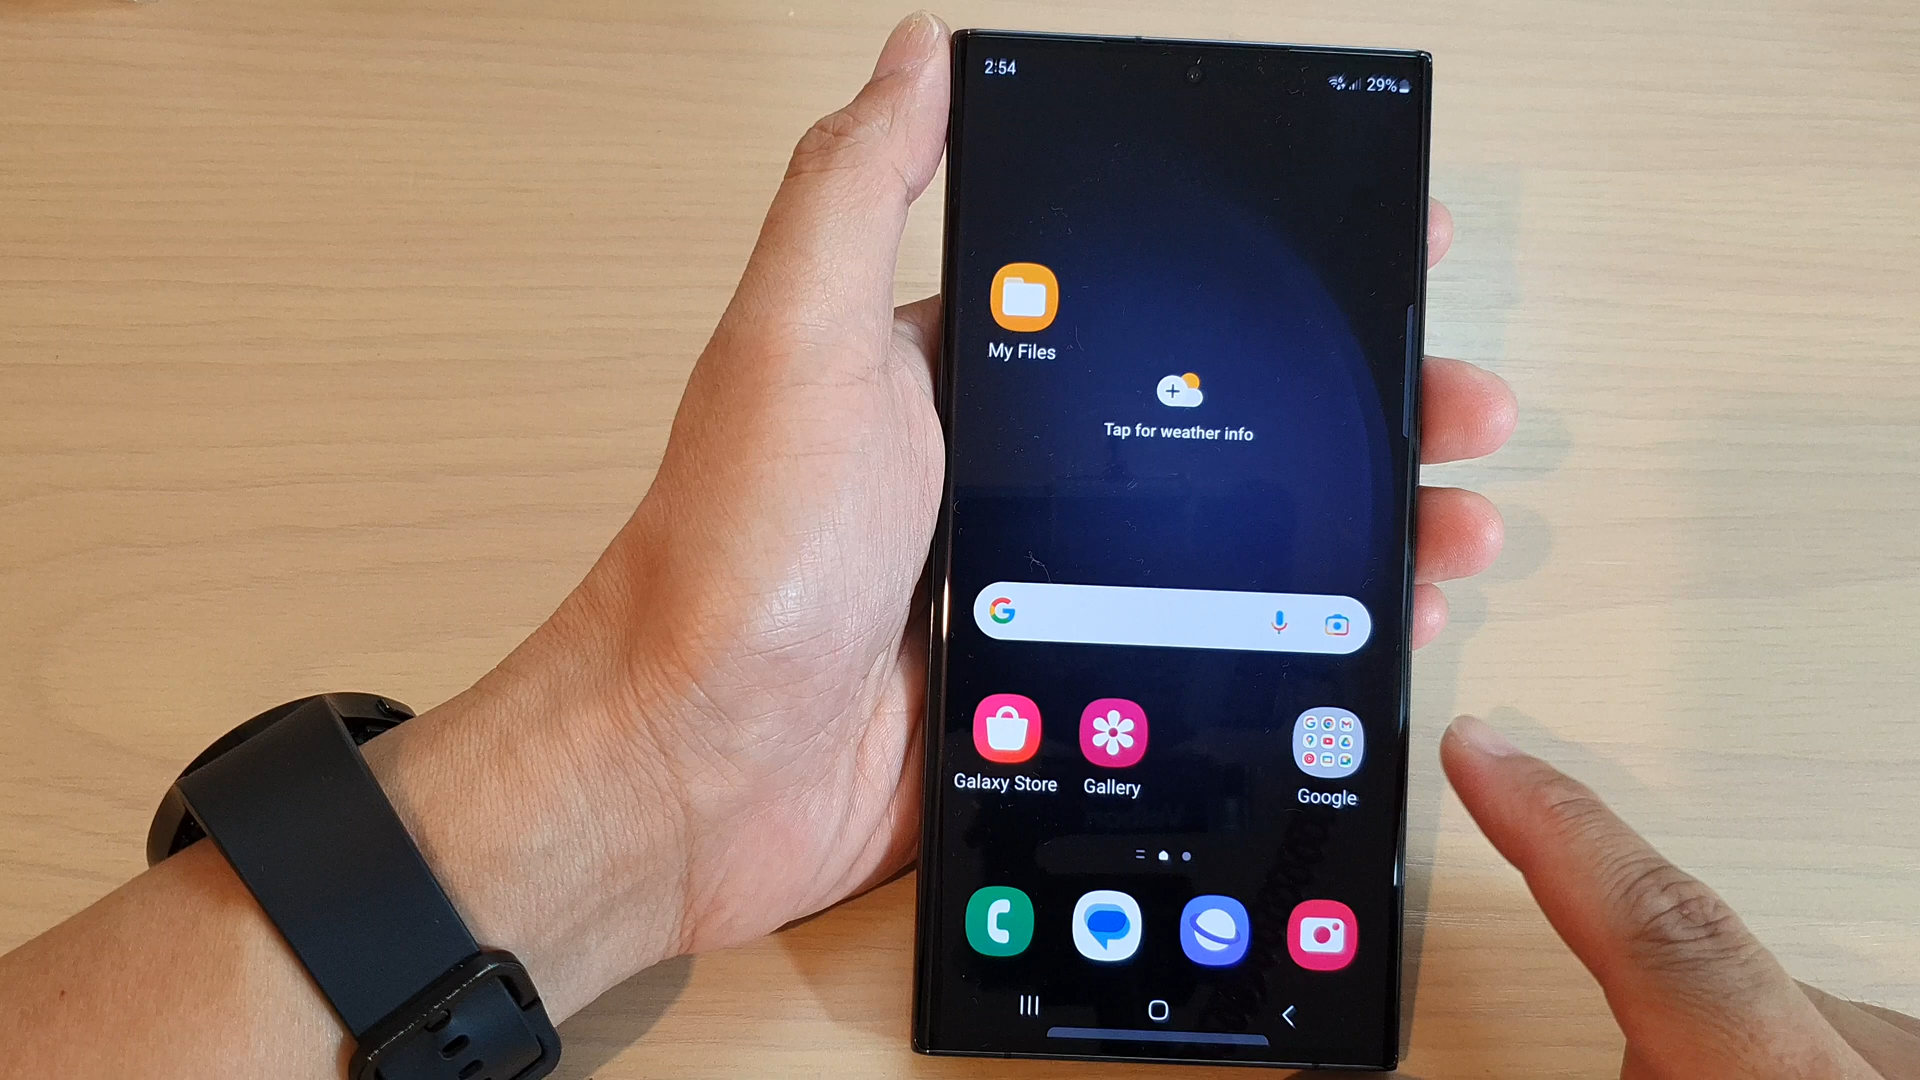 2:54
29%
My Files
Tap for weather info
G
Galaxy Store
Gallery
Google